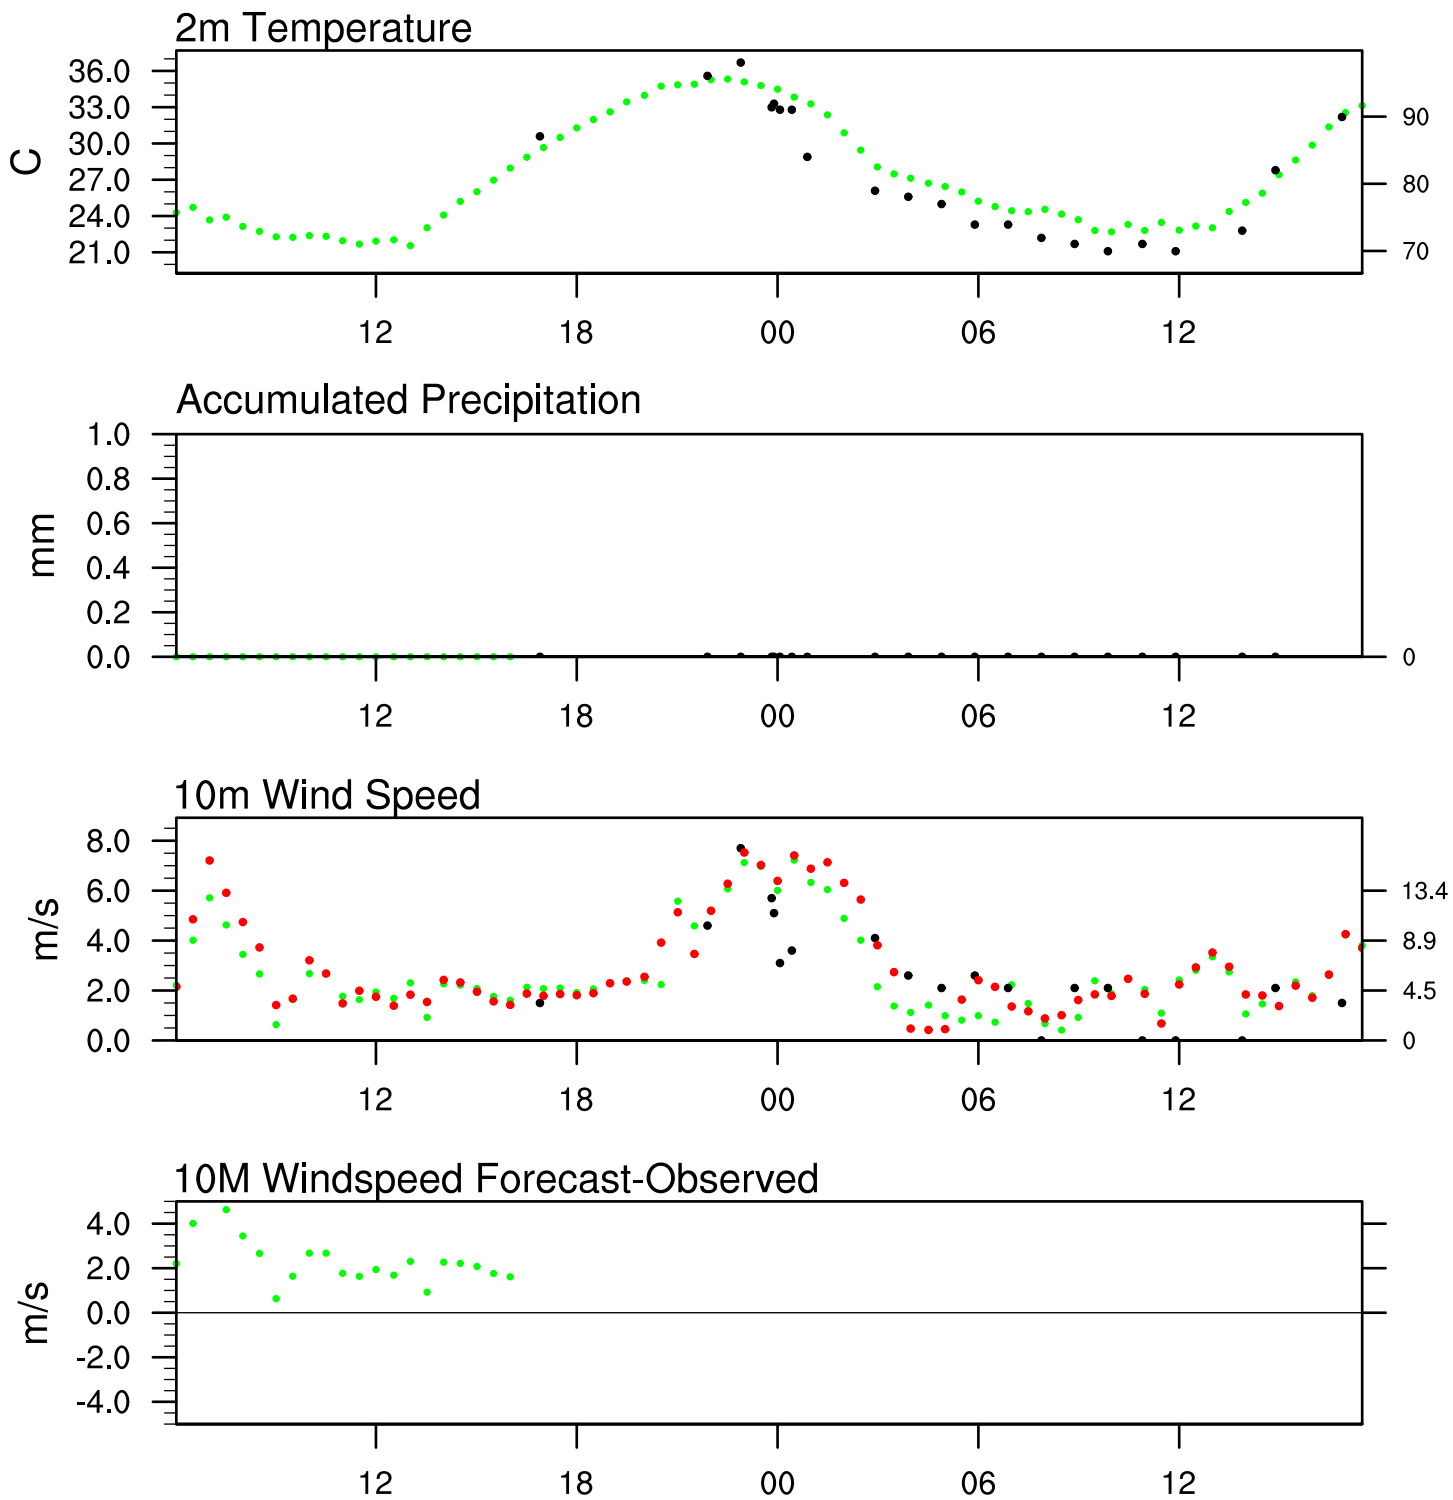 2m Temperature
36.0
33.0
30.0
27.0
24.0
21.0
C
90
80
70
12 18 00 06 12
Accumulated Precipitation
1.0
0.8
0.6
0.4
0.2
0.0
mm
0
12 18 00 06 12
10m Wind Speed
8.0
6.0
4.0
2.0
0.0
m/s
13.4
8.9
4.5
0
12 18 00 06 12
10M Windspeed Forecast-Observed
4.0
2.0
0.0
-2.0
-4.0
m/s
12 18 00 06 12